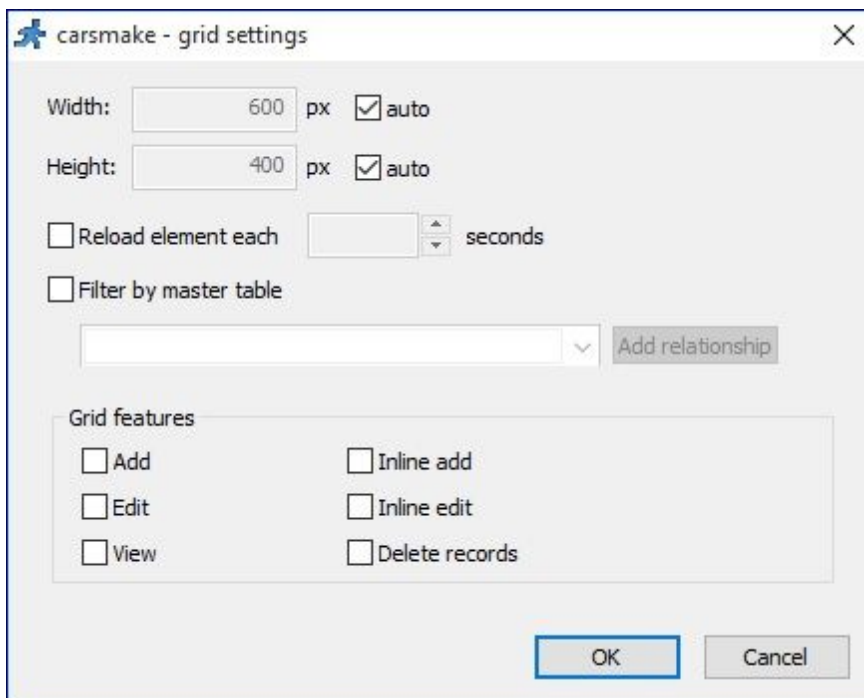 carsmake - grid settings
Width: 600 px auto
Height: 400 px auto
Reload element each seconds
Filter by master table
Add relationship
Grid features
Add Inline add
Edit Inline edit
View Delete records
OK Cancel